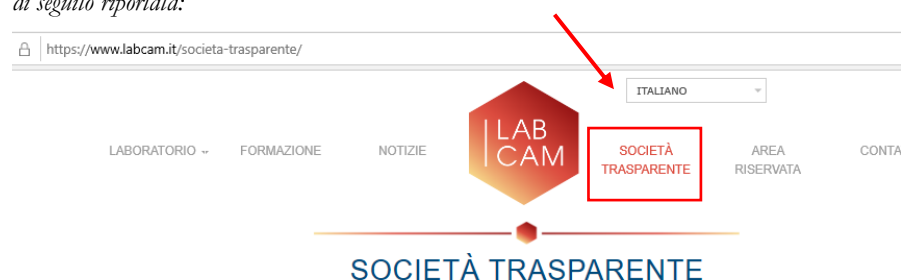 di seguito riportata:
https://www.labcam.it/societa-trasparente/
ITALIANO
LABORATORIO FORMAZIONE NOTIZIE LAB CAM SOCIETÀ TRASPARENTE AREA RISERVATA CONTA
SOCIETÀ TRASPARENTE